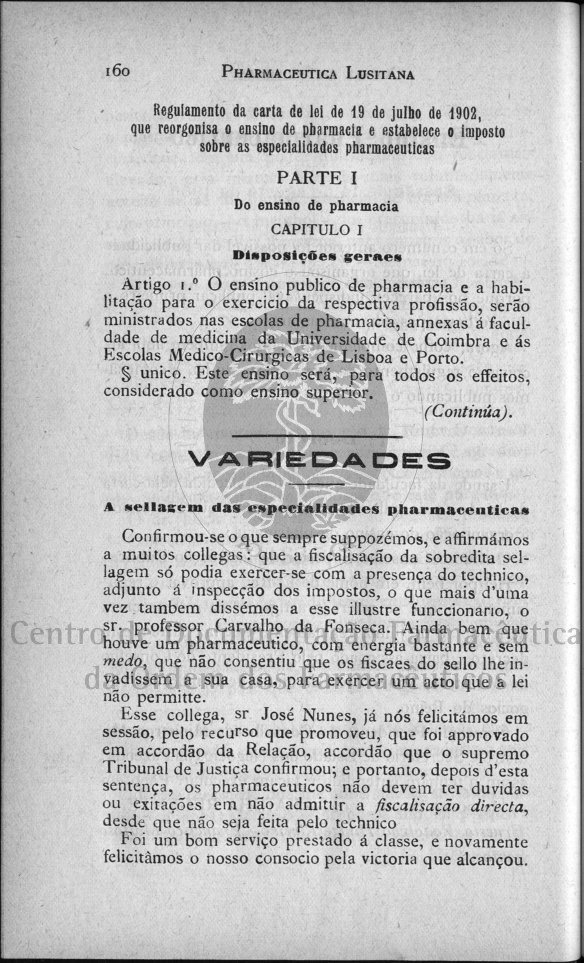 160
PHARMACEUTICA LUSITANA
Regulamento da carta de lei de 19 de julho de 1902,
que reorgonisa o ensino de pharmacia e estabelece o imposto
sobre as especialidades pharmaceuticas
PARTE I
Do ensino de pharmacia
CAPITULO I
Disposições geraes
Artigo 1.º O ensino publico de pharmacia e a habi-
litação para o exercicio da respectiva profissão, serão
ministrados nas escolas de pharmacia, annexas á facul-
dade de medicina da Universidade de Coimbra e ás
Escolas Medico-Cirurgicas de Lisboa e Porto.
§ unico. Este ensino será, para todos os effeitos,
considerado como ensino superior.
(Continúa).
VARIEDADES
A sellagem das especialidades pharmaceuticas
Confirmou-se o que sempre suppozémos, e affirmámos
a muitos collegas: que a fiscalisação da sobredita sel-
lagem só podia exercer-se com a presença do technico,
adjunto á inspecção dos impostos, o que mais d'uma
vez tambem dissémos a esse illustre funccionario, o
sr. professor Carvalho da Fonseca. Ainda bem que
houve um pharmaceutico, com energia bastante e sem
medo, que não consentiu que os fiscaes do sello lhe in-
vadissem a sua casa, para exercer um acto que a lei
não permitte.
Esse collega, sr José Nunes, já nós felicitámos em
sessão, pelo recurso que promoveu, que foi approvado
em accordão da Relação, accordão que o supremo
Tribunal de Justiça confirmou; e portanto, depois d'esta
sentença, os pharmaceuticos não devem ter duvidas
ou exitações em não admittir a fiscalisação directa,
desde que não seja feita pelo technico
Foi um bom serviço prestado á classe, e novamente
felicitâmos o nosso consocio pela victoria que alcançou.
Centro de Documentação Farmacêutica
da Ordem dos Farmacêuticos